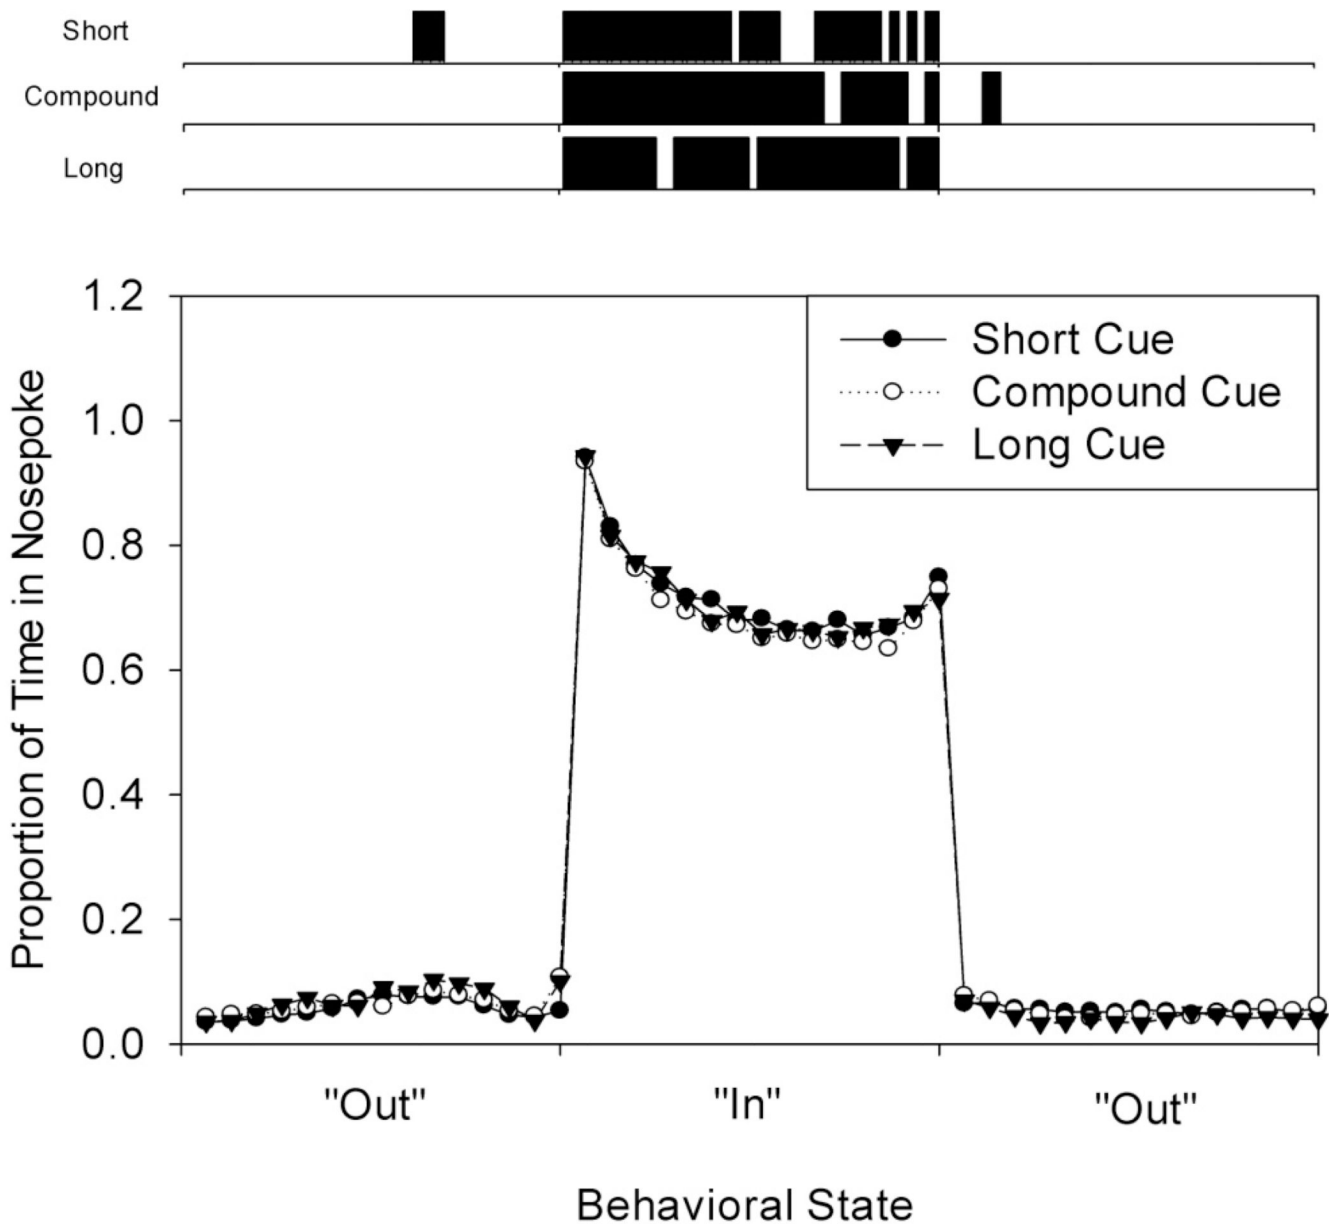 Short
Compound
Long
1.2
1.0
0.8
0.6
0.4
0.2
0.0
Proportion of Time in Nosepoke
Short Cue
Compound Cue
Long Cue
"Out" "In" "Out"
Behavioral State